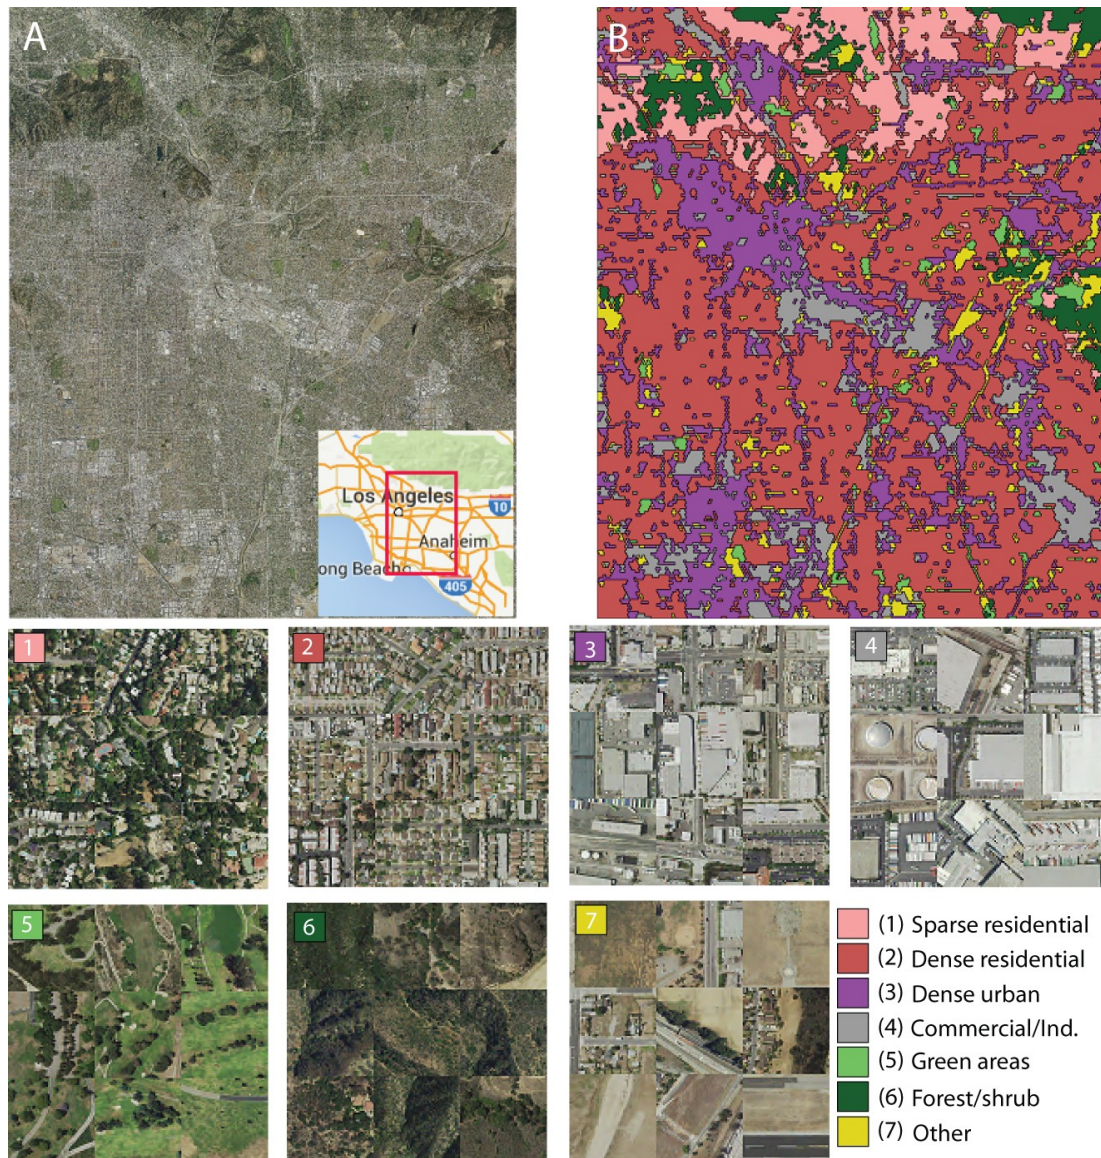 A
B
Los Angeles
10
Anaheim
ong Beach
405
1
2
3
4
5
6
7
(1) Sparse residential
(2) Dense residential
(3) Dense urban
(4) Commercial/Ind.
(5) Green areas
(6) Forest/shrub
(7) Other